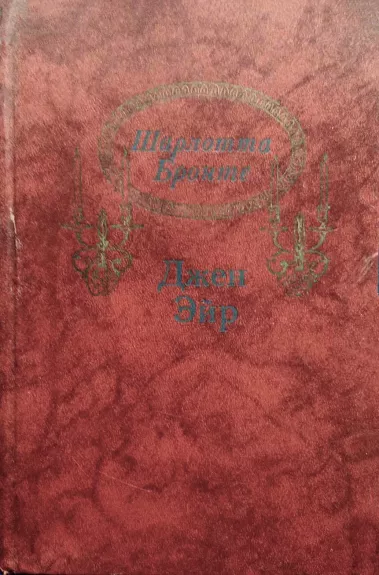 Шарлотта
Бронте
Джен
Эйр